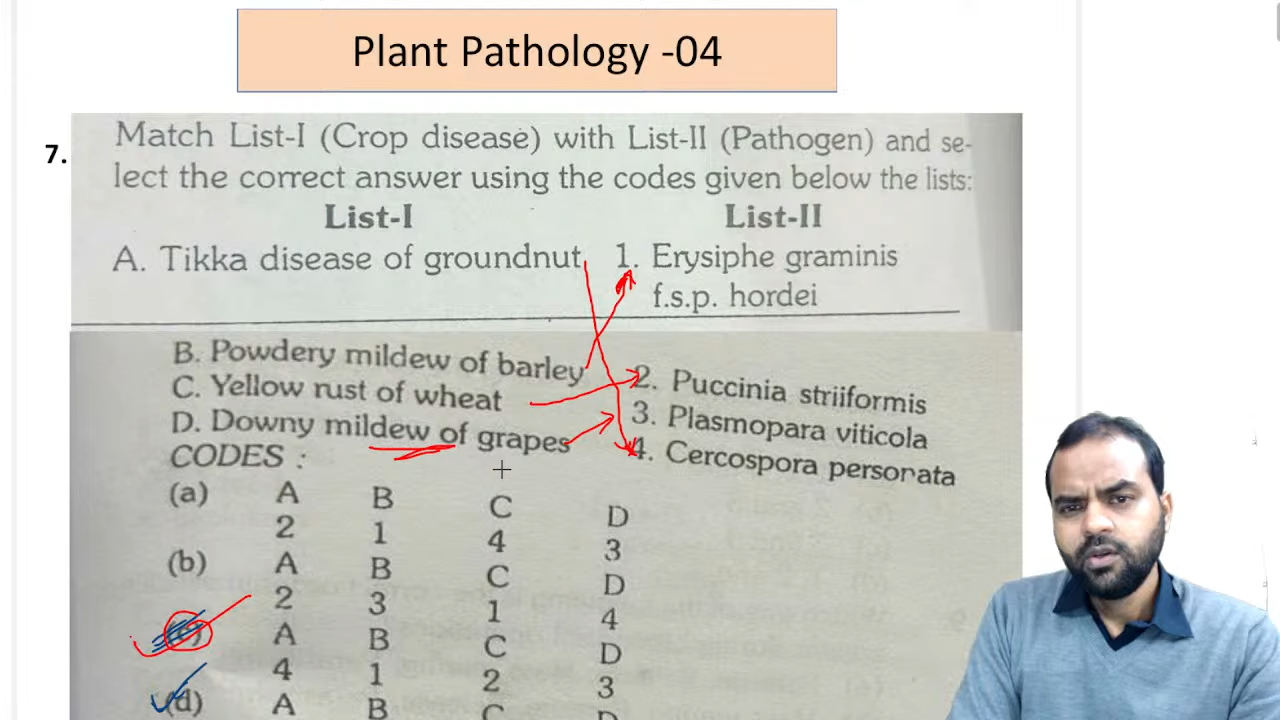 Plant Pathology -04
7.
Match List-I (Crop disease) with List-II (Pathogen) and se-
lect the correct answer using the codes given below the lists:
List-I List-II
A. Tikka disease of groundnut 1. Erysiphe graminis
f.s.p. hordei
B. Powdery mildew of barley 2. Puccinia striiformis
C. Yellow rust of wheat 3. Plasmopara viticola
D. Downy mildew of grapes 4. Cercospora personata
CODES :
(a) A B C D
2 1 4 3
(b) A B C D
2 3 1 4
(c) A B C D
4 1 2 3
(d) A B C D